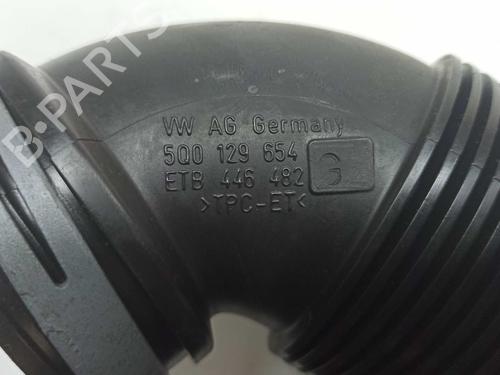 B-PARTS
VW AG Germany
5Q0 129 654
ETB 446 482 G
>TPC-ET<